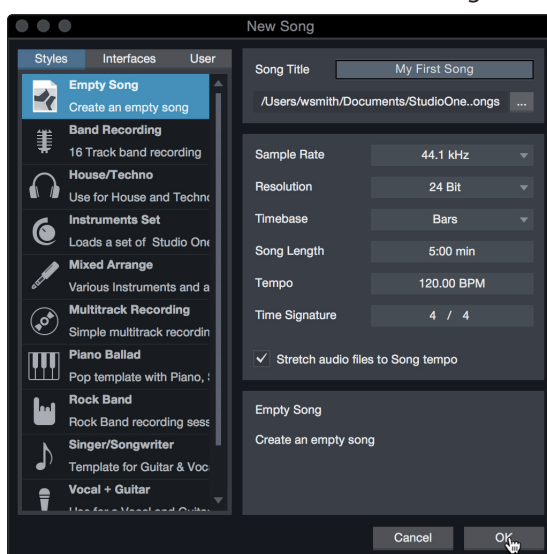 New Song
Styles Interfaces User
Empty Song
Create an empty song
Band Recording
16 Track band recording
House/Techno
Use for House and Techno
Instruments Set
Loads a set of Studio One
Mixed Arrange
Various Instruments and a
Multitrack Recording
Simple multitrack recordin
Piano Ballad
Pop template with Piano,
Rock Band
Rock Band recording sess
Singer/Songwriter
Template for Guitar & Voc
Vocal + Guitar
Song Title My First Song
/Users/wsmith/Documents/StudioOne..ongs ...
Sample Rate 44.1 kHz
Resolution 24 Bit
Timebase Bars
Song Length 5:00 min
Tempo 120.00 BPM
Time Signature 4 / 4
Stretch audio files to Song tempo
Empty Song
Create an empty song
Cancel OK